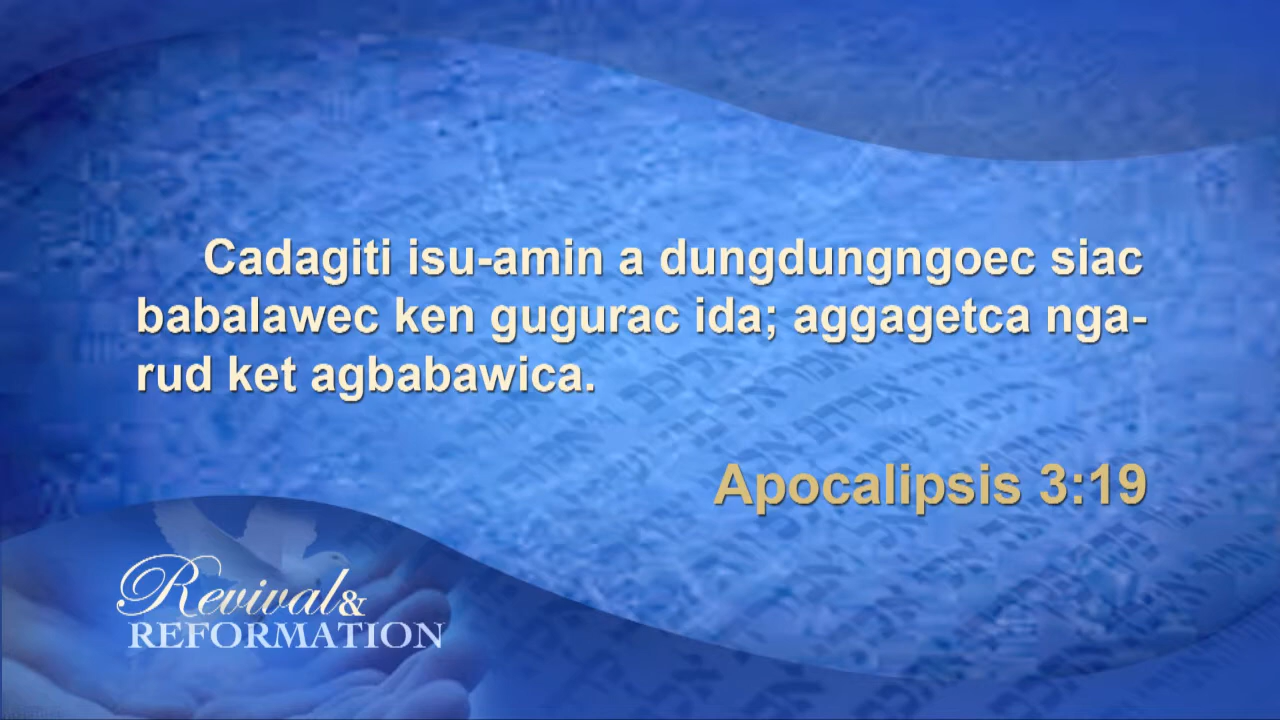 Cadagiti isu-amin a dungdungngoec siac
babalawec ken gugurac ida; aggagetca nga-
rud ket agbabawica.
Apocalipsis 3:19
Revival&
REFORMATION